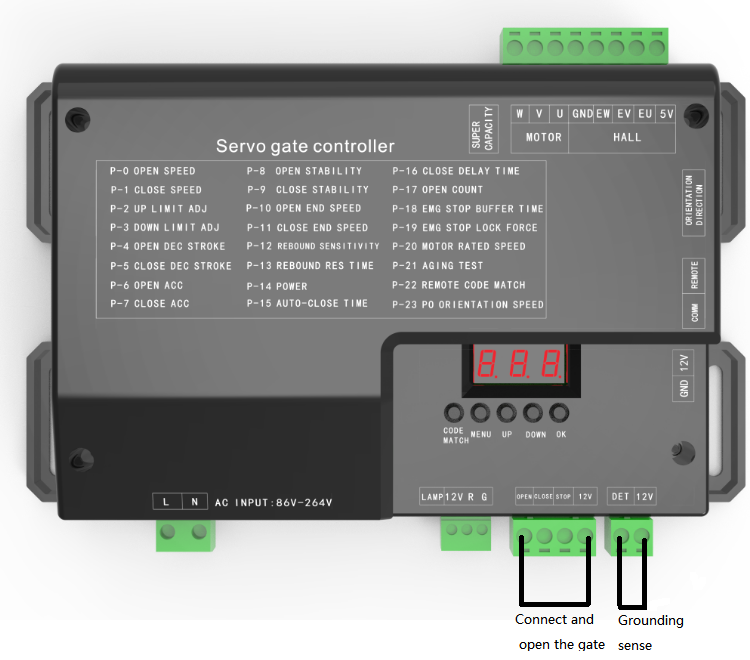 W V U GND EW EV EU 5V
SUPER CAPACITY
MOTOR HALL
Servo gate controller
P-0 OPEN SPEED
P-1 CLOSE SPEED
P-2 UP LIMIT ADJ
P-3 DOWN LIMIT ADJ
P-4 OPEN DEC STROKE
P-5 CLOSE DEC STROKE
P-6 OPEN ACC
P-7 CLOSE ACC
P-8 OPEN STABILITY
P-9 CLOSE STABILITY
P-10 OPEN END SPEED
P-11 CLOSE END SPEED
P-12 REBOUND SENSITIVITY
P-13 REBOUND RES TIME
P-14 POWER
P-15 AUTO-CLOSE TIME
P-16 CLOSE DELAY TIME
P-17 OPEN COUNT
P-18 EMG STOP BUFFER TIME
P-19 EMG STOP LOCK FORCE
P-20 MOTOR RATED SPEED
P-21 AGING TEST
P-22 REMOTE CODE MATCH
P-23 PO ORIENTATION SPEED
ORIENTATION
DIRECTION
REMOTE
COMM
8.8.8.
GND 12V
CODE
MATCH MENU UP DOWN OK
L N AC INPUT:86V-264V
LAMP 12V R G
OPEN CLOSE STOP 12V
DET 12V
Connect and
open the gate
Grounding
sense